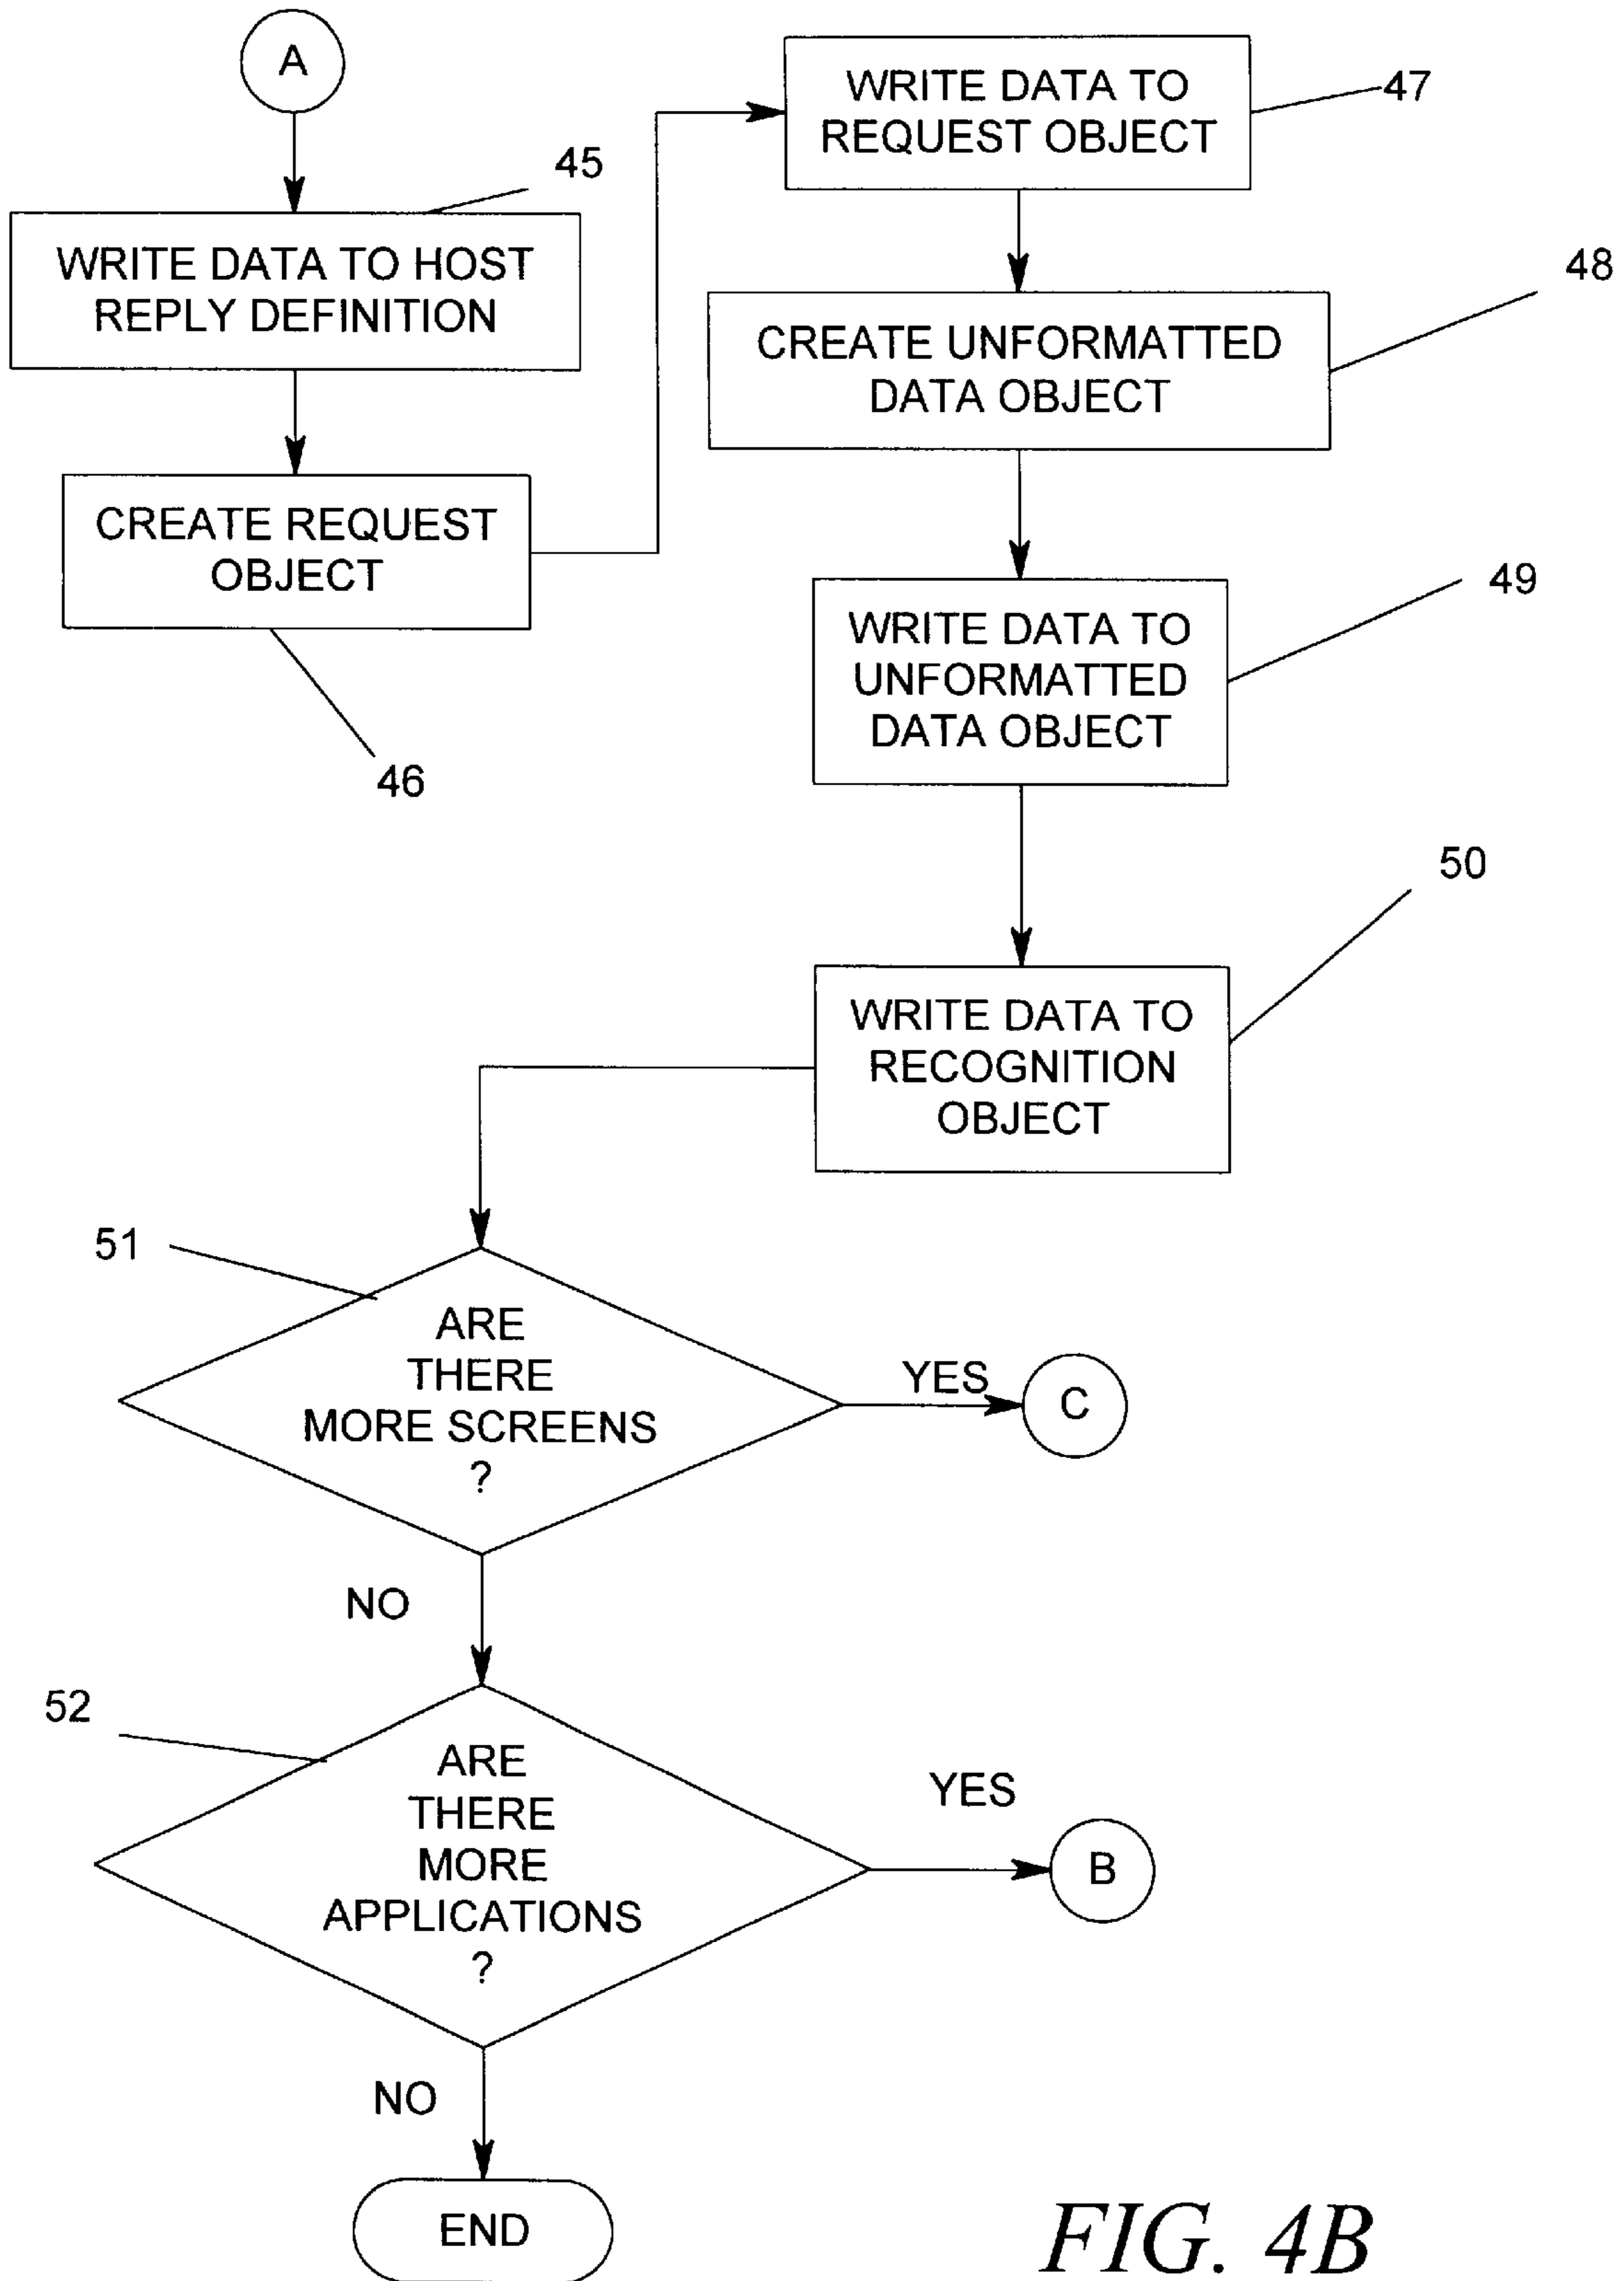 A
45
WRITE DATA TO HOST
REPLY DEFINITION
CREATE REQUEST
OBJECT
46
WRITE DATA TO
REQUEST OBJECT
47
CREATE UNFORMATTED
DATA OBJECT
48
WRITE DATA TO
UNFORMATTED
DATA OBJECT
49
WRITE DATA TO
RECOGNITION
OBJECT
50
51
ARE
THERE
MORE SCREENS
?
YES
C
NO
52
ARE
THERE
MORE
APPLICATIONS
?
YES
B
NO
END
FIG. 4B